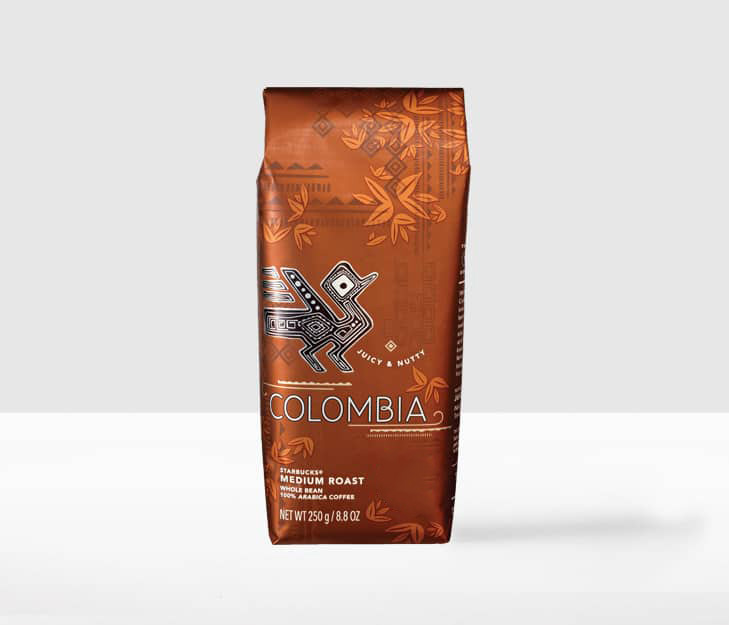 JUICY & NUTTY
COLOMBIA
STARBUCKS®
MEDIUM ROAST
WHOLE BEAN
100% ARABICA COFFEE
NET WT 250 g / 8.8 OZ